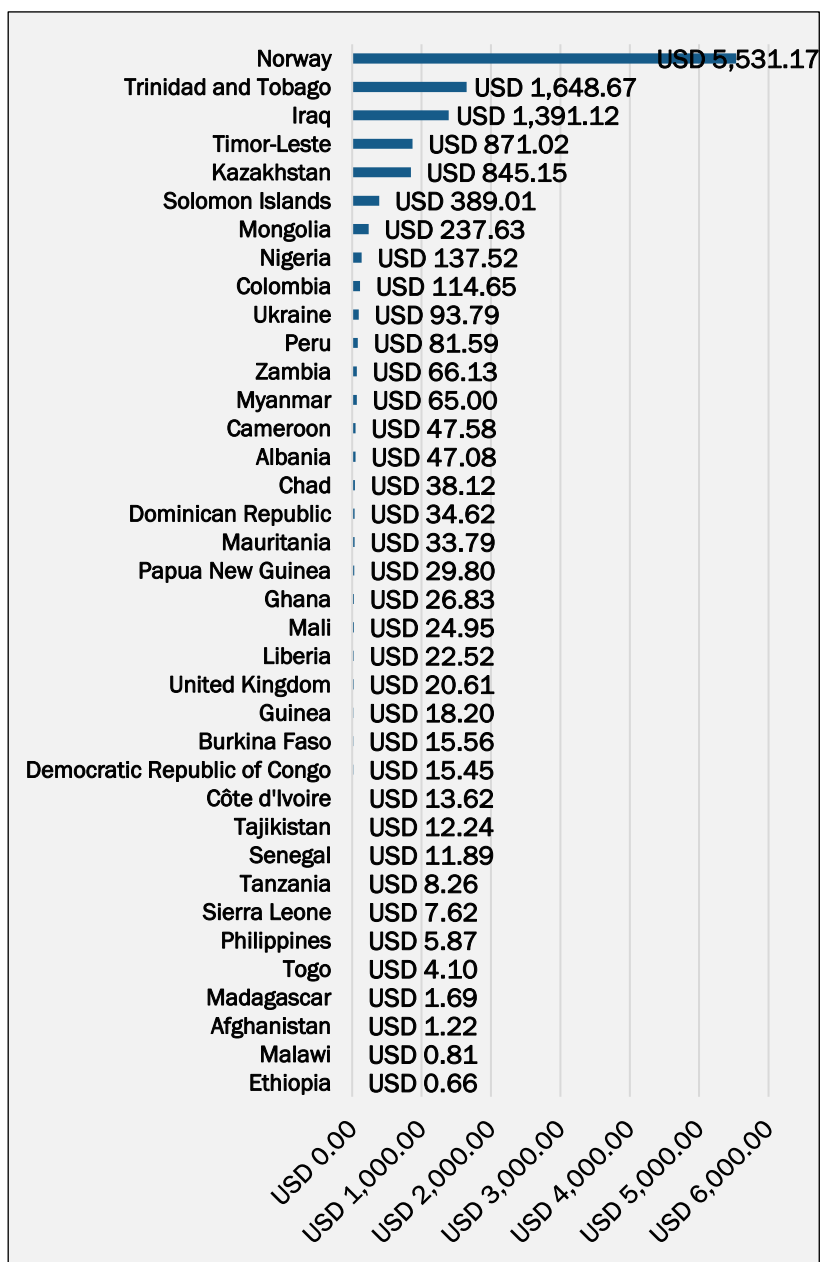 Norway USD 5,531.17
Trinidad and Tobago USD 1,648.67
Iraq USD 1,391.12
Timor-Leste USD 871.02
Kazakhstan USD 845.15
Solomon Islands USD 389.01
Mongolia USD 237.63
Nigeria USD 137.52
Colombia USD 114.65
Ukraine USD 93.79
Peru USD 81.59
Zambia USD 66.13
Myanmar USD 65.00
Cameroon USD 47.58
Albania USD 47.08
Chad USD 38.12
Dominican Republic USD 34.62
Mauritania USD 33.79
Papua New Guinea USD 29.80
Ghana USD 26.83
Mali USD 24.95
Liberia USD 22.52
United Kingdom USD 20.61
Guinea USD 18.20
Burkina Faso USD 15.56
Democratic Republic of Congo USD 15.45
Côte d'Ivoire USD 13.62
Tajikistan USD 12.24
Senegal USD 11.89
Tanzania USD 8.26
Sierra Leone USD 7.62
Philippines USD 5.87
Togo USD 4.10
Madagascar USD 1.69
Afghanistan USD 1.22
Malawi USD 0.81
Ethiopia USD 0.66
USD 0.00
USD 1,000.00
USD 2,000.00
USD 3,000.00
USD 4,000.00
USD 5,000.00
USD 6,000.00